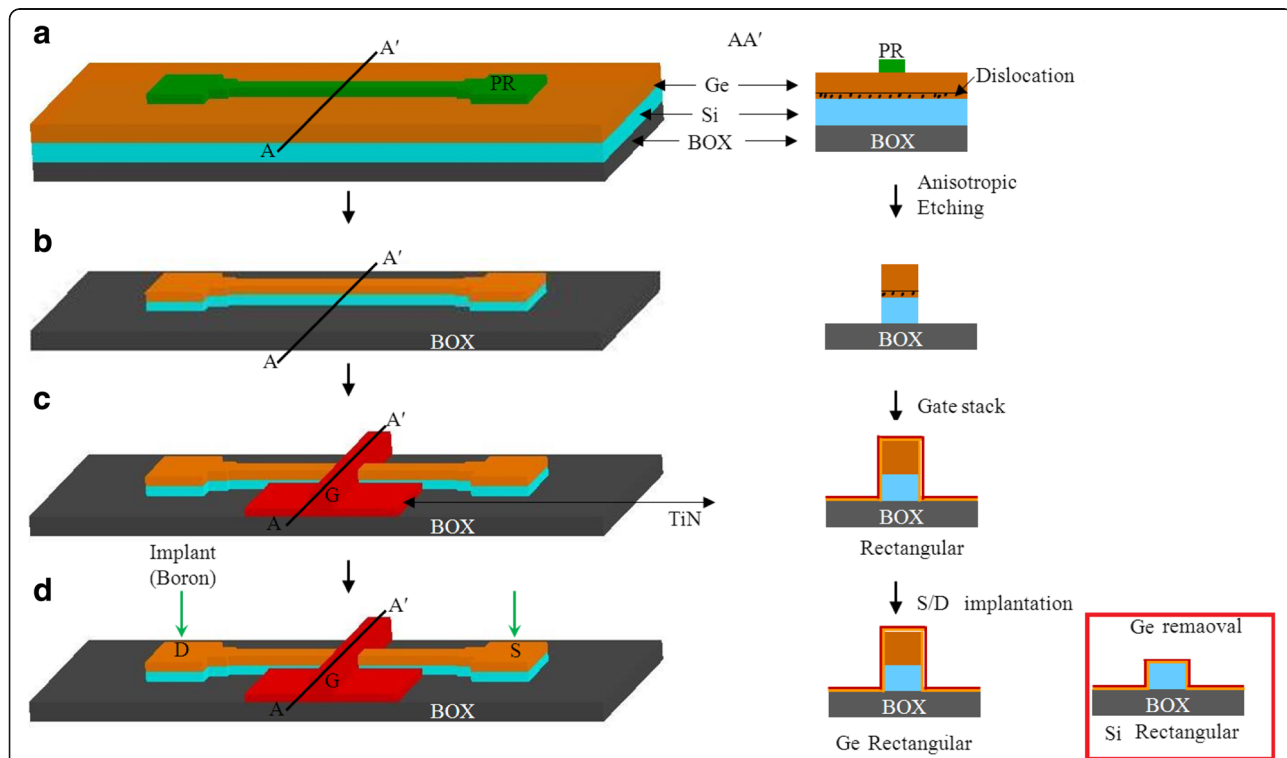 a
A′
PR
A
AA′
Ge
Si
BOX
PR
Dislocation
BOX
Anisotropic
Etching
b
A′
A
BOX
BOX
Gate stack
c
A′
G
A
BOX
TiN
BOX
Rectangular
Implant
(Boron)
S/D implantation
d
A′
D
S
G
A
BOX
BOX
Ge Rectangular
Ge remaoval
BOX
Si Rectangular